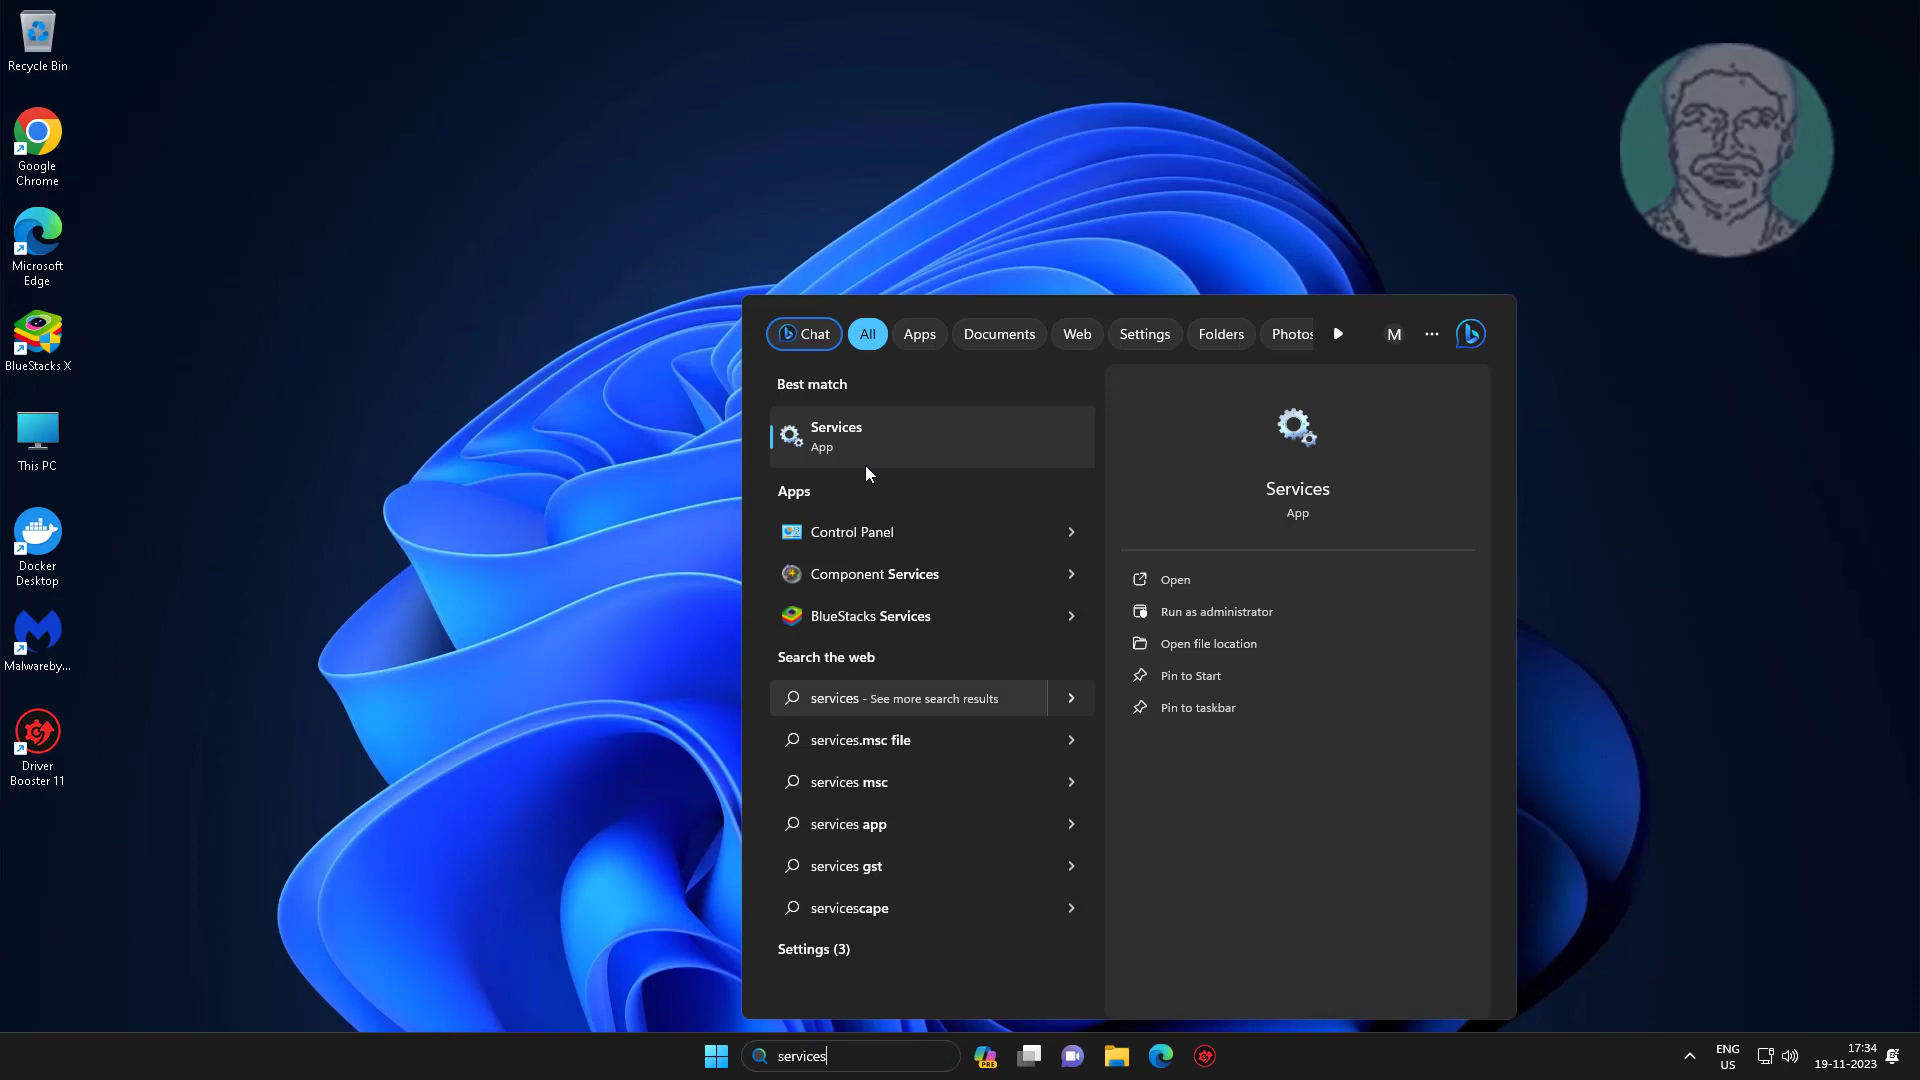 Recycle Bin
Google
Chrome
Microsoft
Edge
BlueStacks X
This PC
Docker
Desktop
Malwareby...
Driver
Booster 11
Chat
All
Apps
Documents
Web
Settings
Folders
Photos
M
Best match
Services
App
Apps
Control Panel
Component Services
BlueStacks Services
Search the web
services - See more search results
services.msc file
services msc
services app
services gst
servicescape
Settings (3)
Services
App
Open
Run as administrator
Open file location
Pin to Start
Pin to taskbar
services
PRE
ENG
US
17:34
19-11-2023